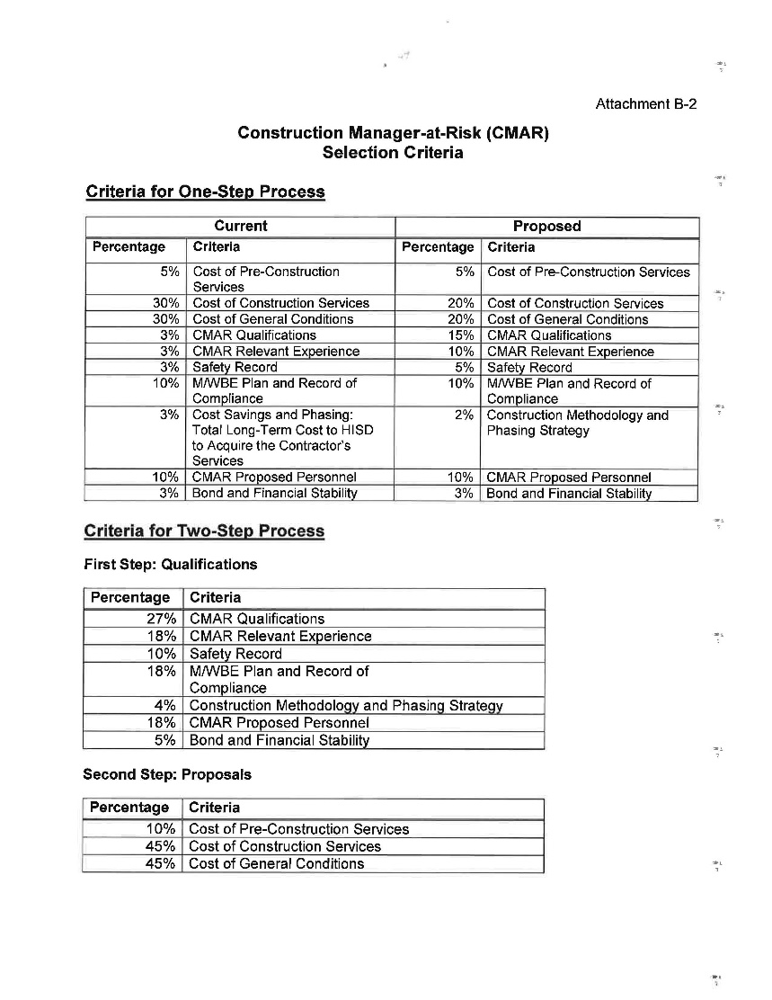 Attachment B-2
Construction Manager-at-Risk (CMAR)
Selection Criteria
Criteria for One-Step Process
Current Proposed
Percentage Criteria Percentage Criteria
5% Cost of Pre-Construction 5% Cost of Pre-Construction Services
Services
30% Cost of Construction Services 20% Cost of Construction Services
30% Cost of General Conditions 20% Cost of General Conditions
3% CMAR Qualifications 15% CMAR Qualifications
3% CMAR Relevant Experience 10% CMAR Relevant Experience
3% Safety Record 5% Safety Record
10% M/WBE Plan and Record of 10% M/WBE Plan and Record of
Compliance Compliance
3% Cost Savings and Phasing: 2% Construction Methodology and
Total Long-Term Cost to HISD Phasing Strategy
to Acquire the Contractor's
Services
10% CMAR Proposed Personnel 10% CMAR Proposed Personnel
3% Bond and Financial Stability 3% Bond and Financial Stability
Criteria for Two-Step Process
First Step: Qualifications
Percentage Criteria
27% CMAR Qualifications
18% CMAR Relevant Experience
10% Safety Record
18% M/WBE Plan and Record of
Compliance
4% Construction Methodology and Phasing Strategy
18% CMAR Proposed Personnel
5% Bond and Financial Stability
Second Step: Proposals
Percentage Criteria
10% Cost of Pre-Construction Services
45% Cost of Construction Services
45% Cost of General Conditions